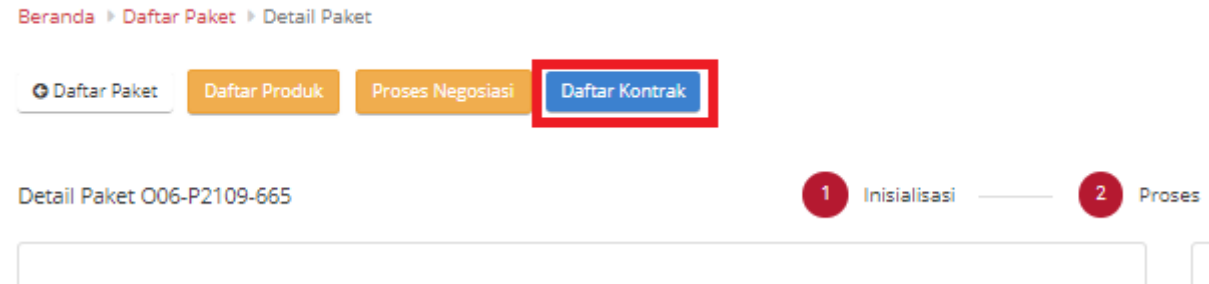 Beranda Daftar Paket Detail Paket
Daftar Paket Daftar Produk Proses Negosiasi Daftar Kontrak
Detail Paket O06-P2109-665 1 Inisialisasi 2 Proses